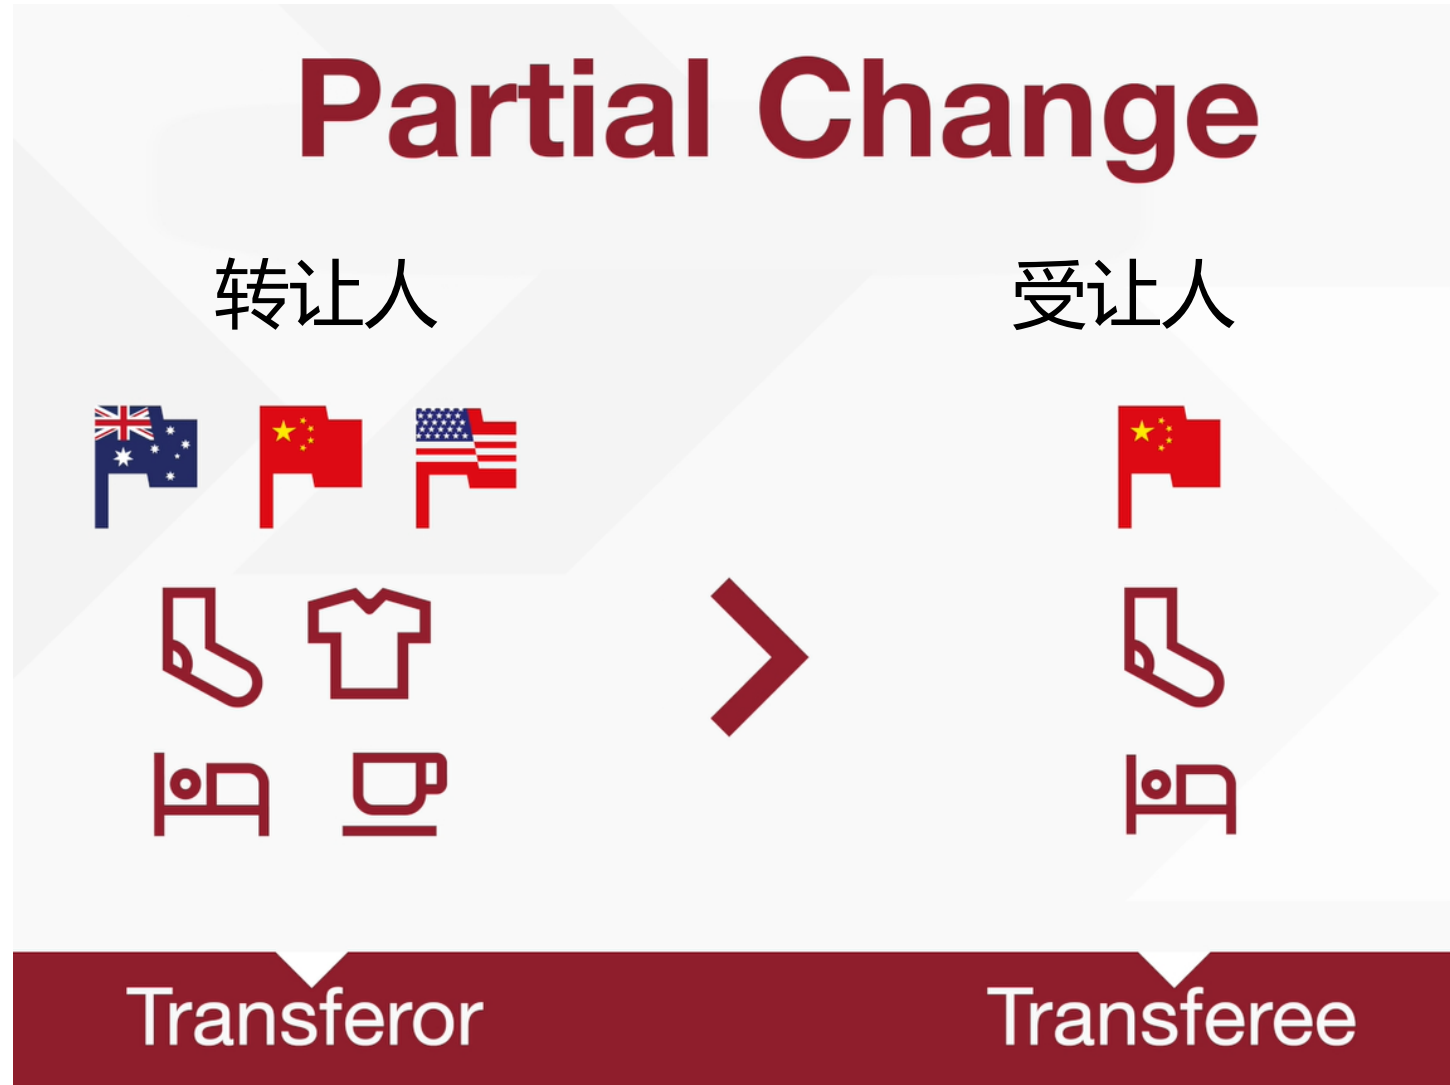 Partial Change
转让人
受让人
Transferor
Transferee